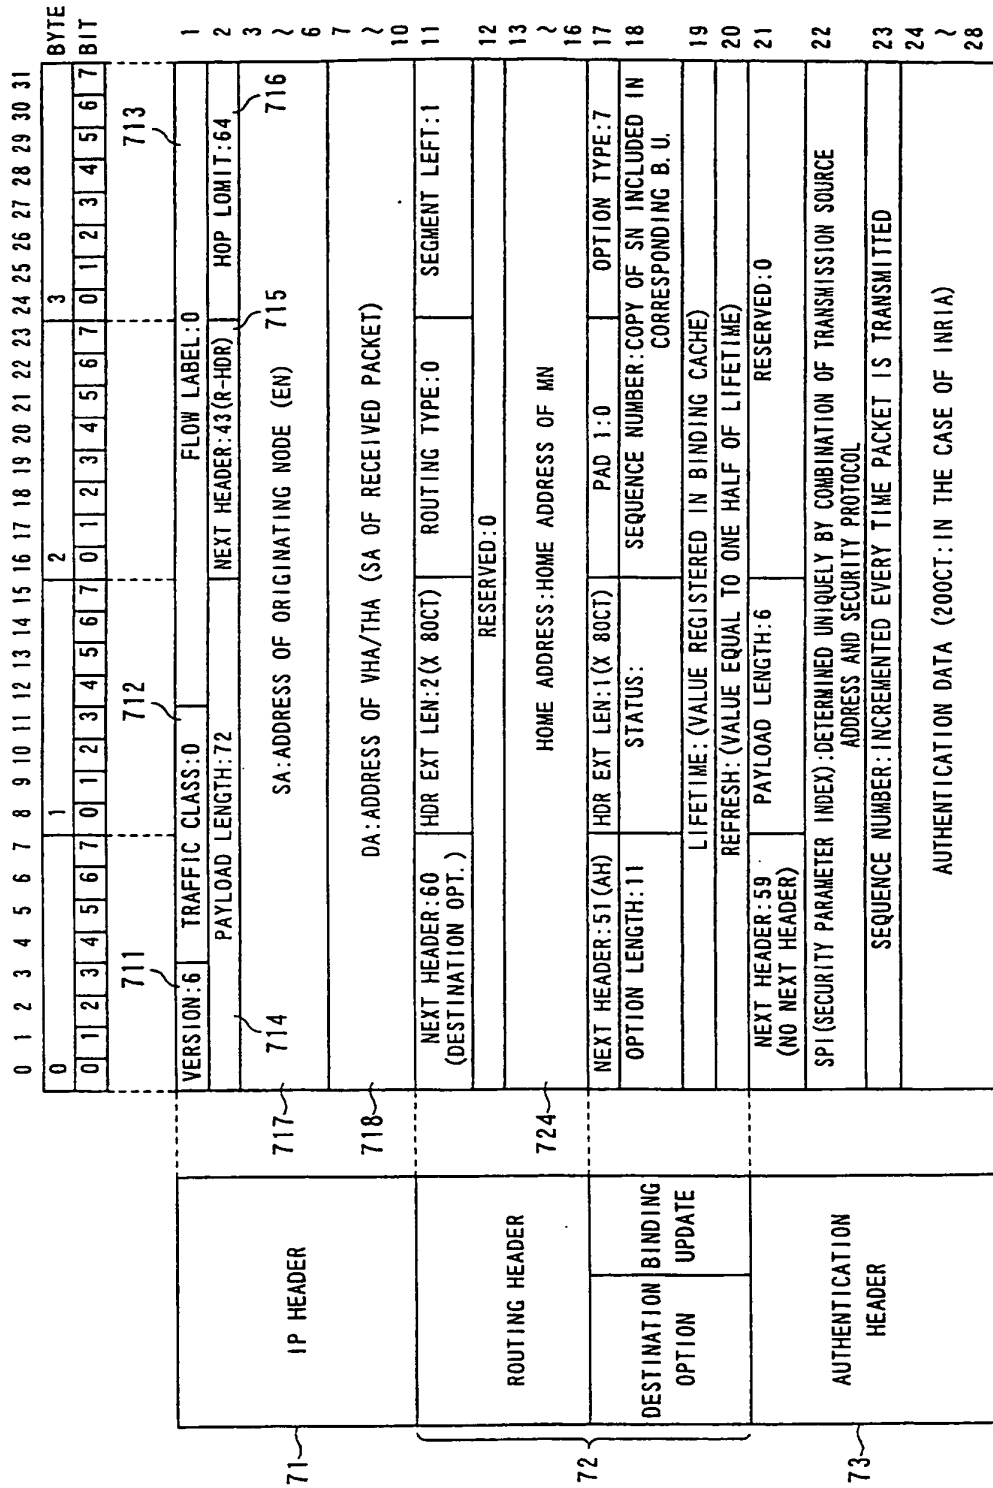 0 1 2 3 4 5 6 7 8 9 10 11 12 13 14 15 16 17 18 19 20 21 22 23 24 25 26 27 28 29 30 31
0 1 2 3 BYTE
0 1 2 3 4 5 6 7 0 1 2 3 4 5 6 7 0 1 2 3 4 5 6 7 0 1 2 3 4 5 6 7 BIT
711 712 713
VERSION:6 TRAFFIC CLASS:0 FLOW LABEL:0 1
PAYLOAD LENGTH:72 NEXT HEADER:43(R-HDR) HOP LOMIT:64 2
714 715 716
71 IP HEADER
717 SA:ADDRESS OF ORIGINATING NODE (EN) 3 ~ 6
718 DA:ADDRESS OF VHA/THA (SA OF RECEIVED PACKET) 7 ~ 10
72 ROUTING HEADER
NEXT HEADER:60 HDR EXT LEN:2(X 8OCT) ROUTING TYPE:0 SEGMENT LEFT:1 11
(DESTINATION OPT.)
RESERVED:0 12
724 HOME ADDRESS:HOME ADDRESS OF MN 13 ~ 16
DESTINATION OPTION
BINDING UPDATE
NEXT HEADER:51(AH) HDR EXT LEN:1(X 8OCT) PAD 1:0 OPTION TYPE:7 17
OPTION LENGTH:11 STATUS: SEQUENCE NUMBER:COPY OF SN INCLUDED IN 18
CORRESPONDING B.U.
LIFETIME:(VALUE REGISTERED IN BINDING CACHE) 19
REFRESH:(VALUE EQUAL TO ONE HALF OF LIFETIME) 20
73 AUTHENTICATION
HEADER
NEXT HEADER:59 PAYLOAD LENGTH:6 RESERVED:0 21
(NO NEXT HEADER)
SPI(SECURITY PARAMETER INDEX):DETERMINED UNIQUELY BY COMBINATION OF TRANSMISSION SOURCE 22
ADDRESS AND SECURITY PROTOCOL
SEQUENCE NUMBER:INCREMENTED EVERY TIME PACKET IS TRANSMITTED 23
AUTHENTICATION DATA (20OCT:IN THE CASE OF INRIA) 24 ~ 28